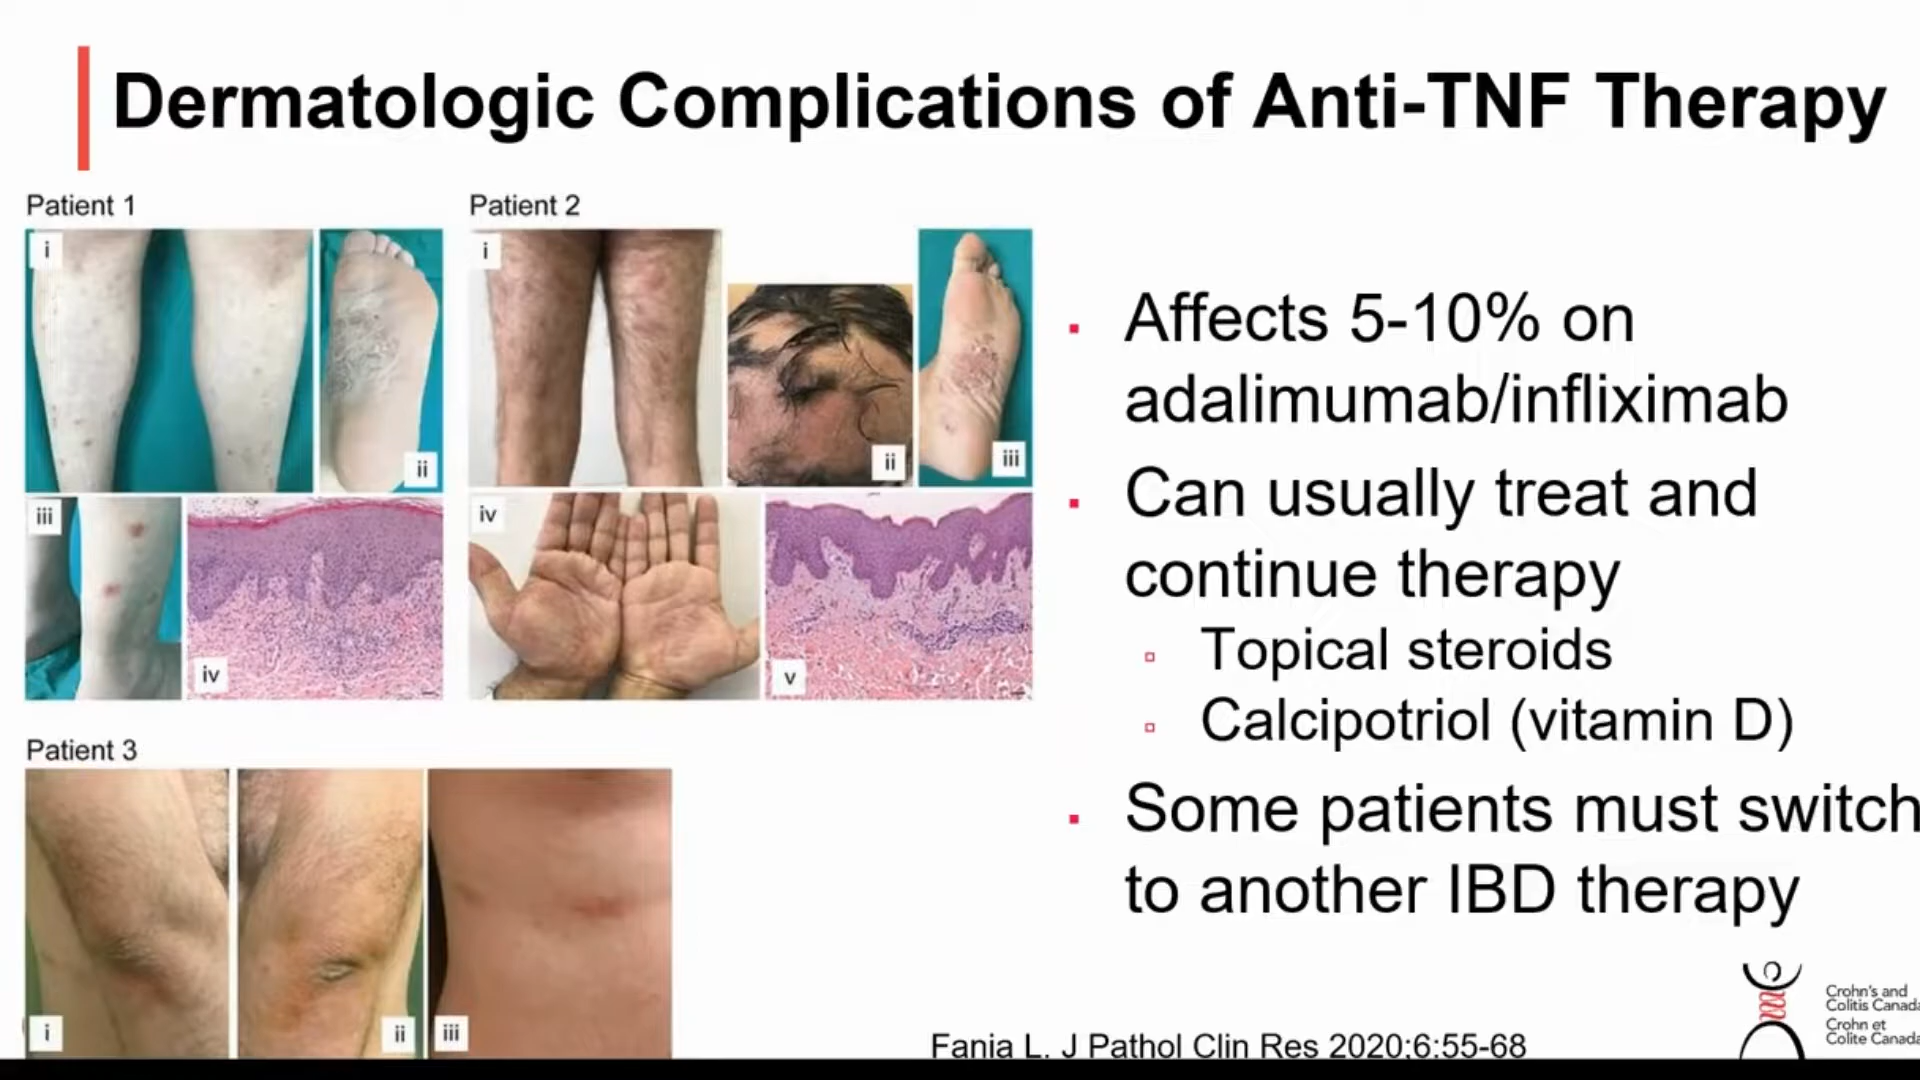 Dermatologic Complications of Anti-TNF Therapy
Patient 1
i
ii
iii
iv
Patient 2
i
ii
iii
iv
v
Patient 3
i
ii
iii
Affects 5-10% on
adalimumab/infliximab
Can usually treat and
continue therapy
Topical steroids
Calcipotriol (vitamin D)
Some patients must switch
to another IBD therapy
Fania L. J Pathol Clin Res 2020;6:55-68
Crohn's and
Colitis Canada
Crohn et
Colite Canada